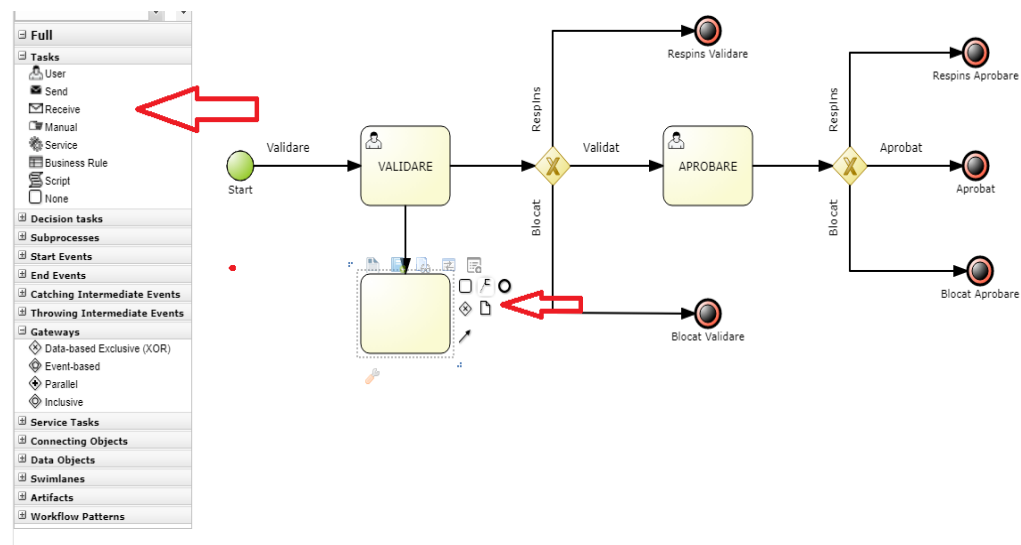 Full
Tasks
User
Send
Receive
Manual
Service
Business Rule
Script
None
Decision tasks
Subprocesses
Start Events
End Events
Catching Intermediate Events
Throwing Intermediate Events
Gateways
Data-based Exclusive (XOR)
Event-based
Parallel
Inclusive
Service Tasks
Connecting Objects
Data Objects
Swimlanes
Artifacts
Workflow Patterns
Start
Validare
VALIDARE
RespIns
Respins Validare
Validat
Blocat
Blocat Validare
APROBARE
RespIns
Respins Aprobare
Aprobat
Aprobat
Blocat
Blocat Aprobare